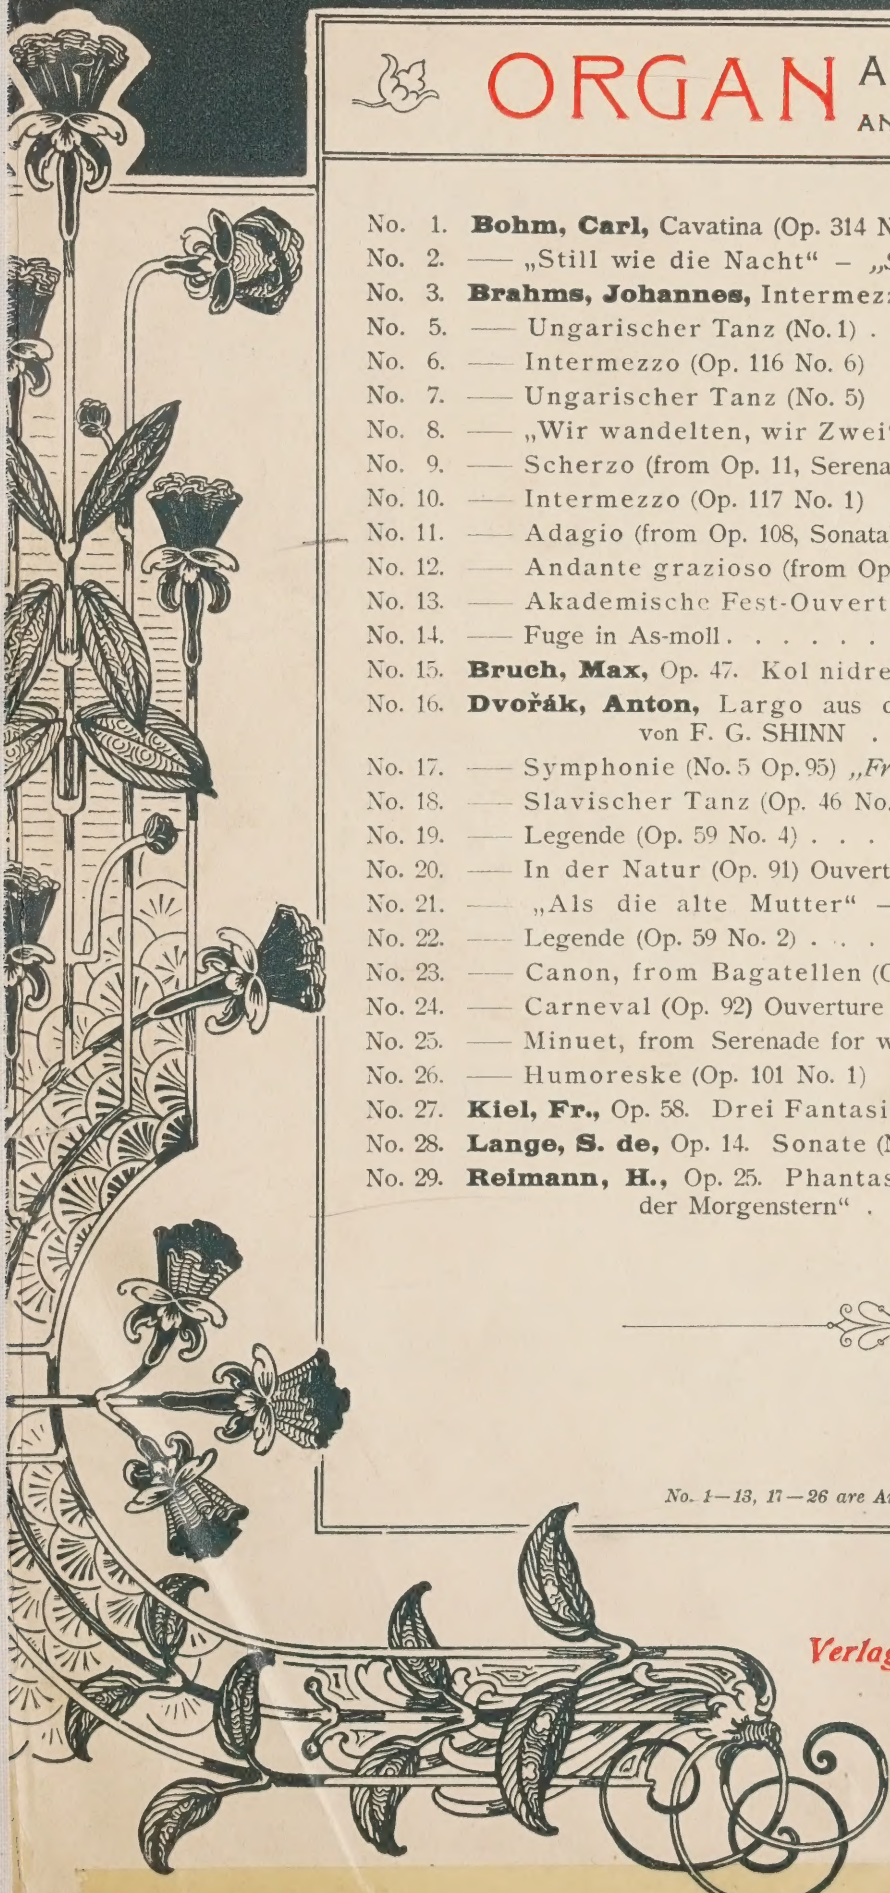 ORGAN A
AN
No. 1. Bohm, Carl, Cavatina (Op. 314 N
No. 2. — „Still wie die Nacht“ – „S
No. 3. Brahms, Johannes, Intermezz
No. 5. — Ungarischer Tanz (No. 1) .
No. 6. — Intermezzo (Op. 116 No. 6)
No. 7. — Ungarischer Tanz (No. 5)
No. 8. — „Wir wandelten, wir Zwei“
No. 9. — Scherzo (from Op. 11, Serena
No. 10. — Intermezzo (Op. 117 No. 1)
No. 11. — Adagio (from Op. 108, Sonata
No. 12. — Andante grazioso (from Op
No. 13. — Akademische Fest-Ouvert
No. 14. — Fuge in As-moll . . . . . .
No. 15. Bruch, Max, Op. 47. Kol nidre
No. 16. Dvořák, Anton, Largo aus d
von F. G. SHINN .
No. 17. — Symphonie (No. 5 Op. 95) „Fr
No. 18. — Slavischer Tanz (Op. 46 No.
No. 19. — Legende (Op. 59 No. 4) . . .
No. 20. — In der Natur (Op. 91) Ouvert
No. 21. — „Als die alte Mutter“ –
No. 22. — Legende (Op. 59 No. 2) . . .
No. 23. — Canon, from Bagatellen (O
No. 24. — Carneval (Op. 92) Ouverture
No. 25. — Minuet, from Serenade for w
No. 26. — Humoreske (Op. 101 No. 1)
No. 27. Kiel, Fr., Op. 58. Drei Fantasi
No. 28. Lange, S. de, Op. 14. Sonate (N
No. 29. Reimann, H., Op. 25. Phantas
der Morgenstern“ .
No. 1—13, 17—26 are A
Verlag